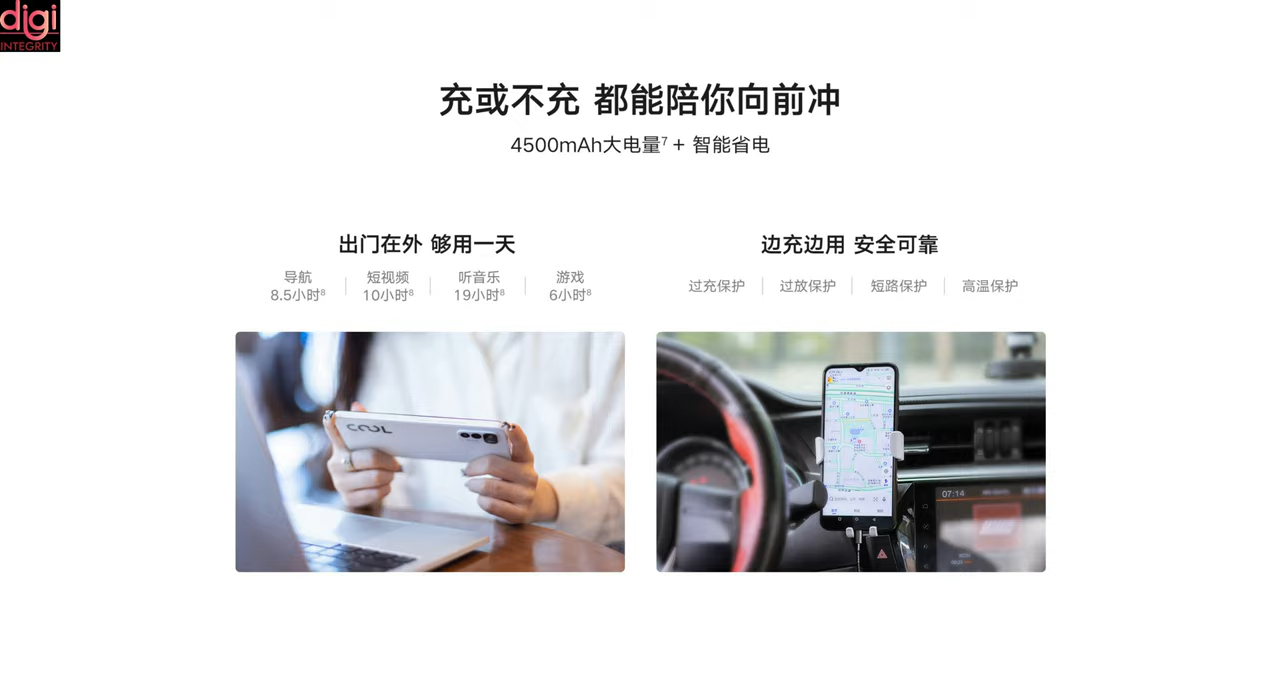 digi
INTEGRITY
充或不充 都能陪你向前冲
4500mAh大电量⁷ + 智能省电
出门在外 够用一天
导航
8.5小时⁸
短视频
10小时⁸
听音乐
19小时⁸
游戏
6小时⁸
边充边用 安全可靠
过充保护
过放保护
短路保护
高温保护
COOL
07:14